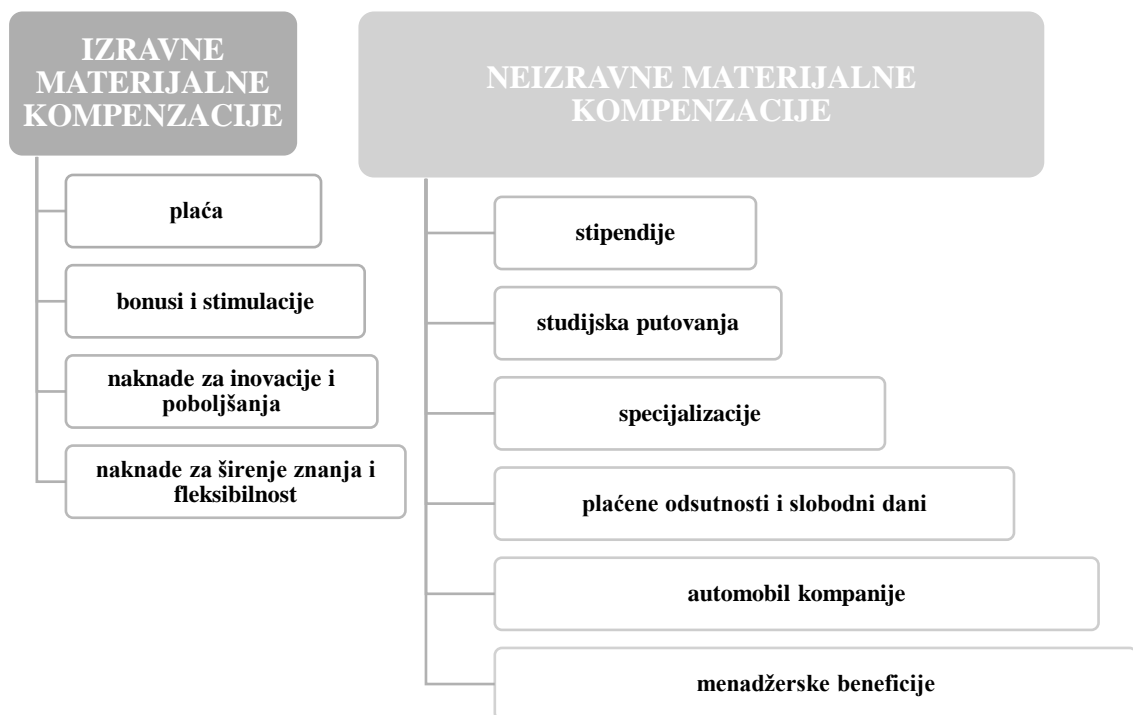 IZRAVNE
MATERIJALNE
KOMPENZACIJE
plaća
bonusi i stimulacije
naknade za inovacije i
poboljšanja
naknade za širenje znanja i
fleksibilnost
NEIZRAVNE MATERIJALNE
KOMPENZACIJE
stipendije
studijska putovanja
specijalizacije
plaćene odsutnosti i slobodni dani
automobil kompanije
menadžerske beneficije